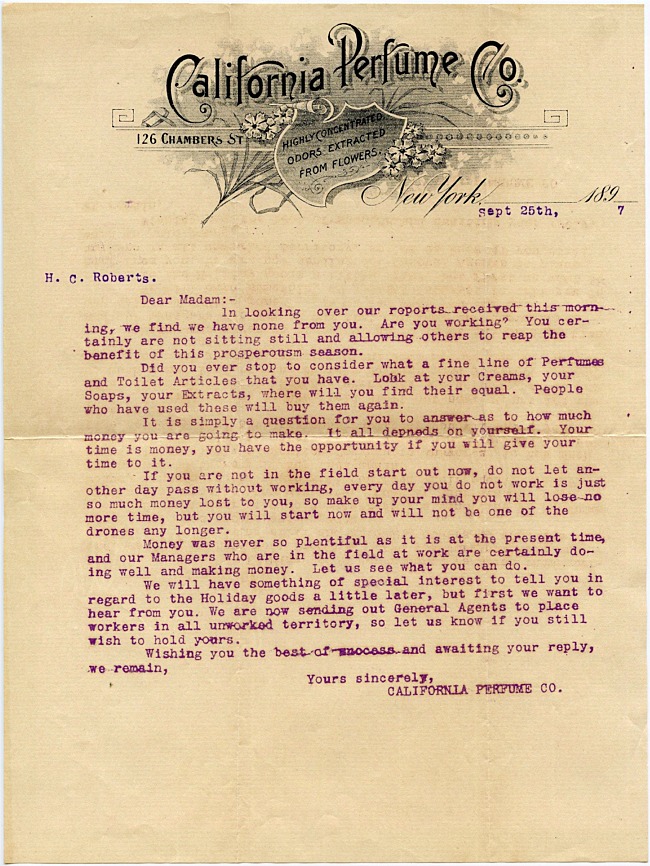 California Perfume Co.
126 CHAMBERS ST
HIGHLY CONCENTRATED
ODORS EXTRACTED
FROM FLOWERS.
New York, 189
Sept 25th, 7
H. C. Roberts.
Dear Madam:-
In looking over our reports received this morn-
ing, we find we have none from you. Are you working? You cer-
tainly are not sitting still and allowing others to reap the
benefit of this prosperousm season.
Did you ever stop to consider what a fine line of Perfumes
and Toilet Articles that you have. Lohk at your Creams, your
Soaps, your Extracts, where will you find their equal. People
who have used these will buy them again.
It is simply a question for you to answer as to how much
money you are going to make. It all depneds on yourself. Your
time is money, you have the opportunity if you will give your
time to it.
If you are not in the field start out now, do not let an-
other day pass without working, every day you do not work is just
so much money lost to you, so make up your mind you will lose no
more time, but you will start now and will not be one of the
drones any longer.
Money was never so plentiful as it is at the present time,
and our Managers who are in the field at work are certainly do-
ing well and making money. Let us see what you can do.
We will have something of special interest to tell you in
regard to the Holiday goods a little later, but first we want to
hear from you. We are now sending out General Agents to place
workers in all unworked territory, so let us know if you still
wish to hold yours.
Wishing you the best of success and awaiting your reply,
we remain,
Yours sincerely,
CALIFORNIA PERFUME CO.